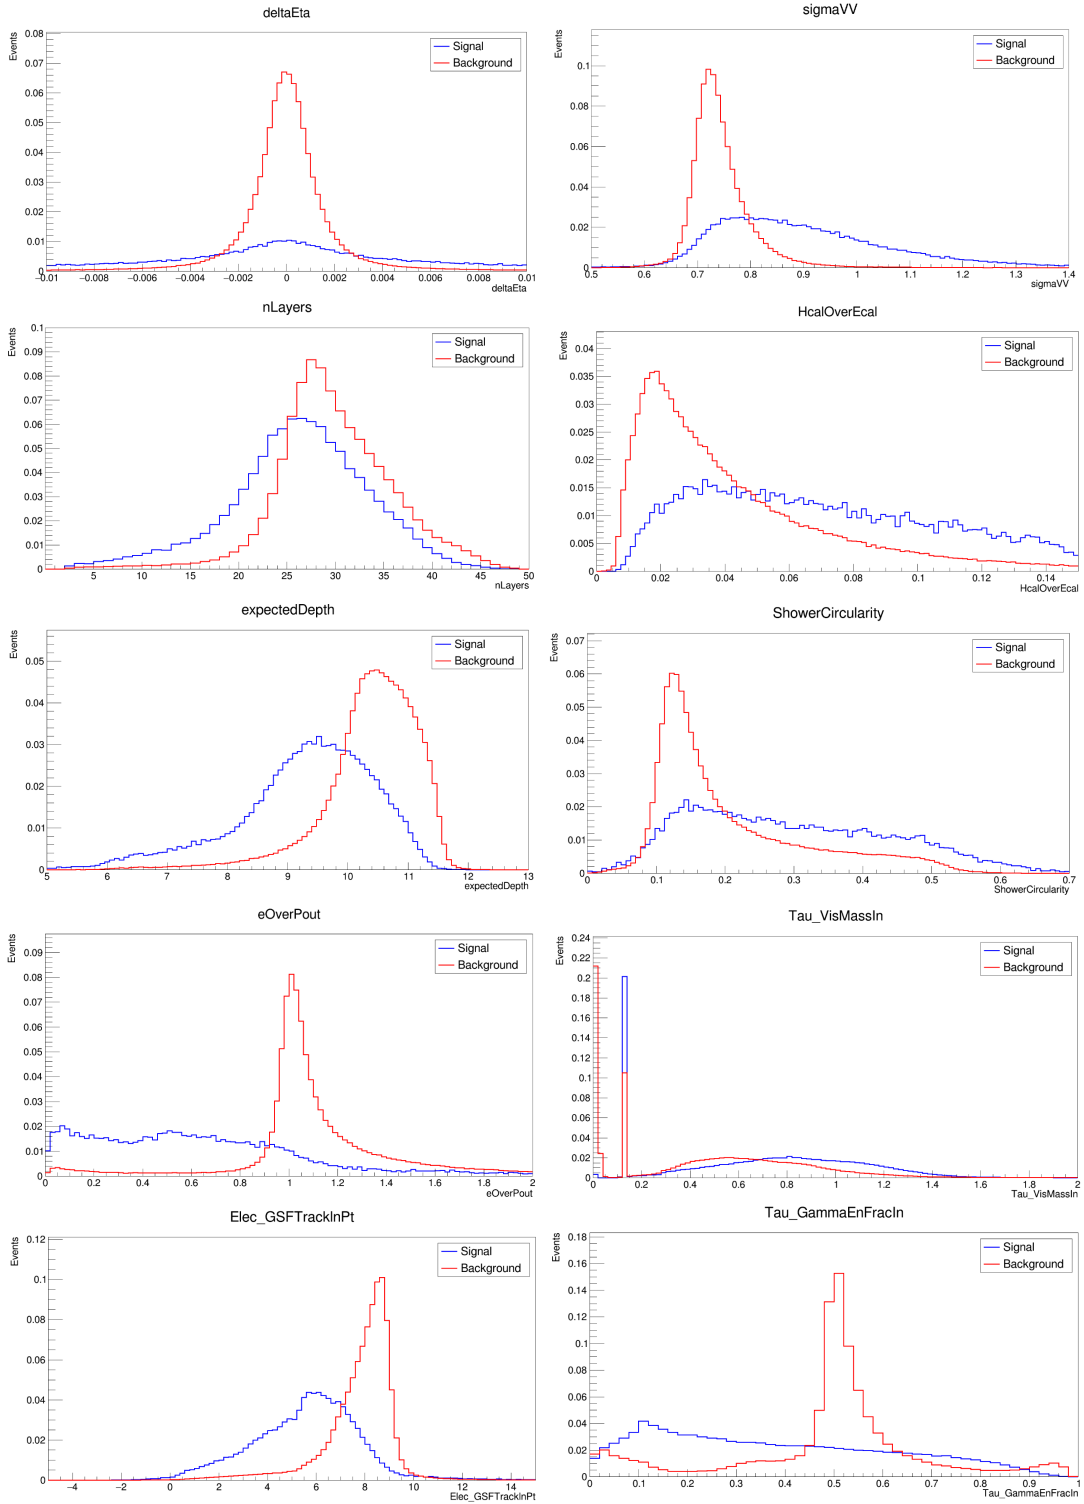 deltaEta
Events
0.08
0.07
0.06
0.05
0.04
0.03
0.02
0.01
0
−0.01 −0.008 −0.006 −0.004 −0.002 0 0.002 0.004 0.006 0.008 0.01
deltaEta
Signal
Background
sigmaVV
Events
0.1
0.08
0.06
0.04
0.02
0
0.5 0.6 0.7 0.8 0.9 1 1.1 1.2 1.3 1.4
sigmaVV
Signal
Background
nLayers
Events
0.1
0.09
0.08
0.07
0.06
0.05
0.04
0.03
0.02
0.01
0
5 10 15 20 25 30 35 40 45 50
nLayers
Signal
Background
HcalOverEcal
Events
0.04
0.035
0.03
0.025
0.02
0.015
0.01
0.005
0
0 0.02 0.04 0.06 0.08 0.1 0.12 0.14
HcalOverEcal
Signal
Background
expectedDepth
Events
0.05
0.04
0.03
0.02
0.01
0
5 6 7 8 9 10 11 12 13
expectedDepth
Signal
Background
ShowerCircularity
Events
0.07
0.06
0.05
0.04
0.03
0.02
0.01
0
0 0.1 0.2 0.3 0.4 0.5 0.6 0.7
ShowerCircularity
Signal
Background
eOverPout
Events
0.09
0.08
0.07
0.06
0.05
0.04
0.03
0.02
0.01
0
0 0.2 0.4 0.6 0.8 1 1.2 1.4 1.6 1.8 2
eOverPout
Signal
Background
Tau_VisMassIn
Events
0.24
0.22
0.2
0.18
0.16
0.14
0.12
0.1
0.08
0.06
0.04
0.02
0
0 0.2 0.4 0.6 0.8 1 1.2 1.4 1.6 1.8 2
Tau_VisMassIn
Signal
Background
Elec_GSFTrackInPt
Events
0.12
0.1
0.08
0.06
0.04
0.02
0
−4 −2 0 2 4 6 8 10 12 14
Elec_GSFTrackInPt
Signal
Background
Tau_GammaEnFracIn
Events
0.18
0.16
0.14
0.12
0.1
0.08
0.06
0.04
0.02
0
0 0.1 0.2 0.3 0.4 0.5 0.6 0.7 0.8 0.9 1
Tau_GammaEnFracIn
Signal
Background